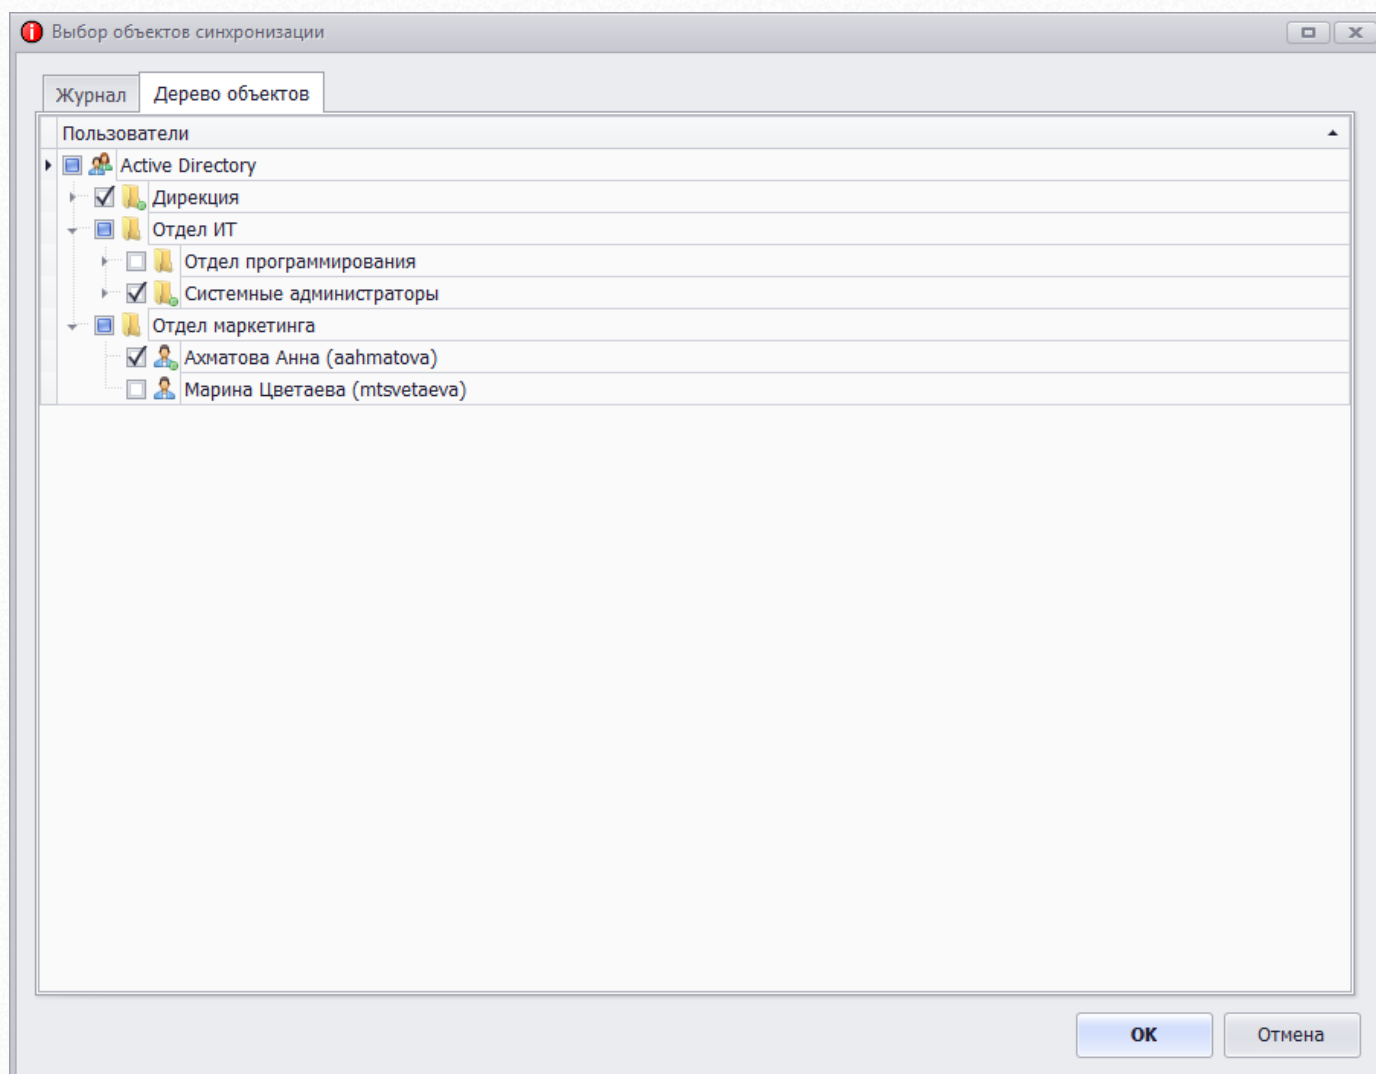 Выбор объектов синхронизации
Журнал
Дерево объектов
Пользователи
Active Directory
Дирекция
Отдел ИТ
Отдел программирования
Системные администраторы
Отдел маркетинга
Ахматова Анна (aahmatova)
Марина Цветаева (mtsvetaeva)
ОК
Отмена